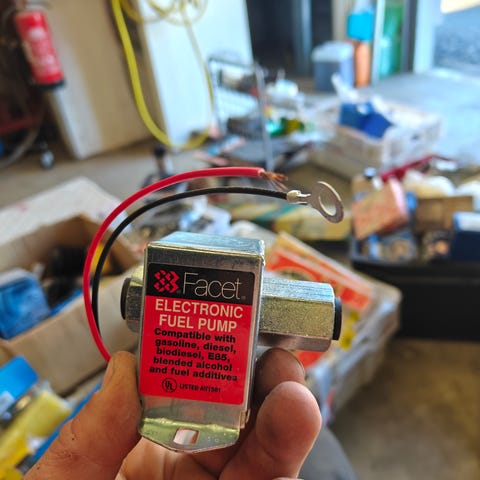 Facet
ELECTRONIC
FUEL PUMP
Compatible with
gasoline, diesel,
biodiesel, E85,
blended alcohol
and fuel additives
UL LISTED